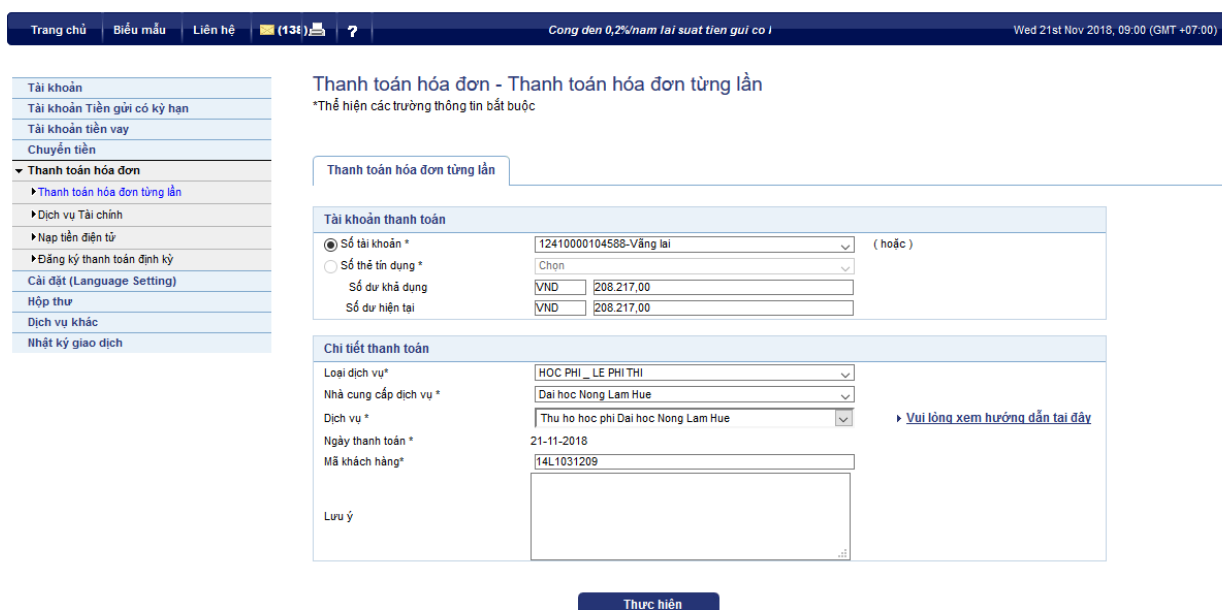 Trang chủ Biểu mẫu Liên hệ (138) ? Cong den 0,2%/nam lai suat tien gui co l Wed 21st Nov 2018, 09:00 (GMT +07:00)
Tài khoản
Tài khoản Tiền gửi có kỳ hạn
Tài khoản tiền vay
Chuyển tiền
Thanh toán hóa đơn
Thanh toán hóa đơn từng lần
Dịch vụ Tài chính
Nạp tiền điện tử
Đăng ký thanh toán định kỳ
Cài đặt (Language Setting)
Hộp thư
Dịch vụ khác
Nhật ký giao dịch
Thanh toán hóa đơn - Thanh toán hóa đơn từng lần
*Thể hiện các trường thông tin bắt buộc
Thanh toán hóa đơn từng lần
Tài khoản thanh toán
Số tài khoản * 12410000104588-Vãng lai ( hoặc )
Số thẻ tín dụng * Chọn
Số dư khả dụng VND 208.217,00
Số dư hiện tại VND 208.217,00
Chi tiết thanh toán
Loại dịch vụ* HOC PHI _ LE PHI THI
Nhà cung cấp dịch vụ * Dai hoc Nong Lam Hue
Dịch vụ * Thu ho hoc phi Dai hoc Nong Lam Hue Vui lòng xem hướng dẫn tại đây
Ngày thanh toán * 21-11-2018
Mã khách hàng* 14L1031209
Lưu ý
Thực hiện